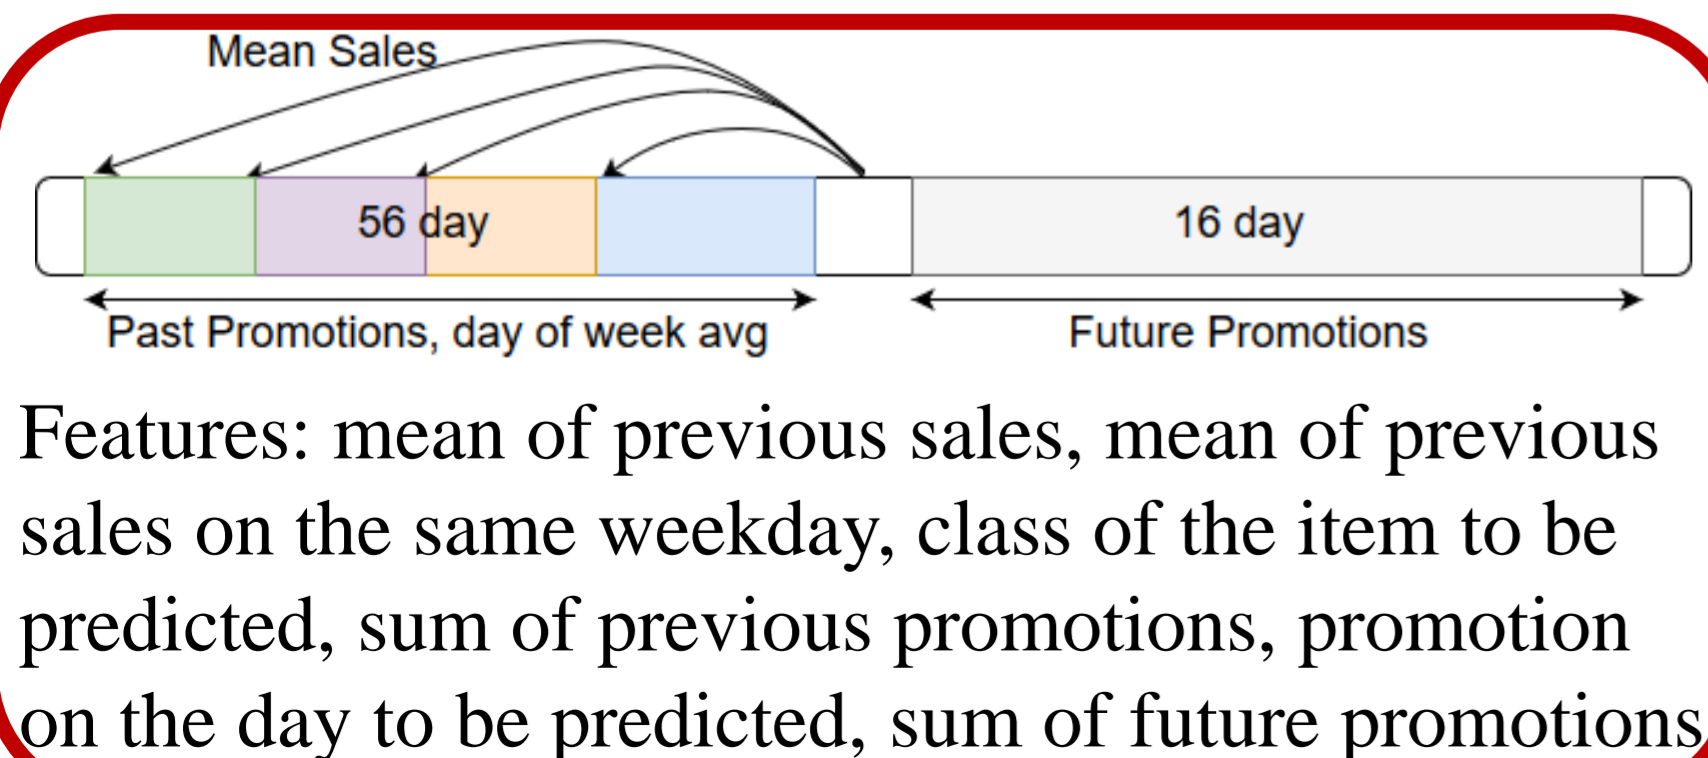 Mean Sales
56 day
16 day
Past Promotions, day of week avg
Future Promotions
Features: mean of previous sales, mean of previous
sales on the same weekday, class of the item to be
predicted, sum of previous promotions, promotion
on the day to be predicted, sum of future promotions